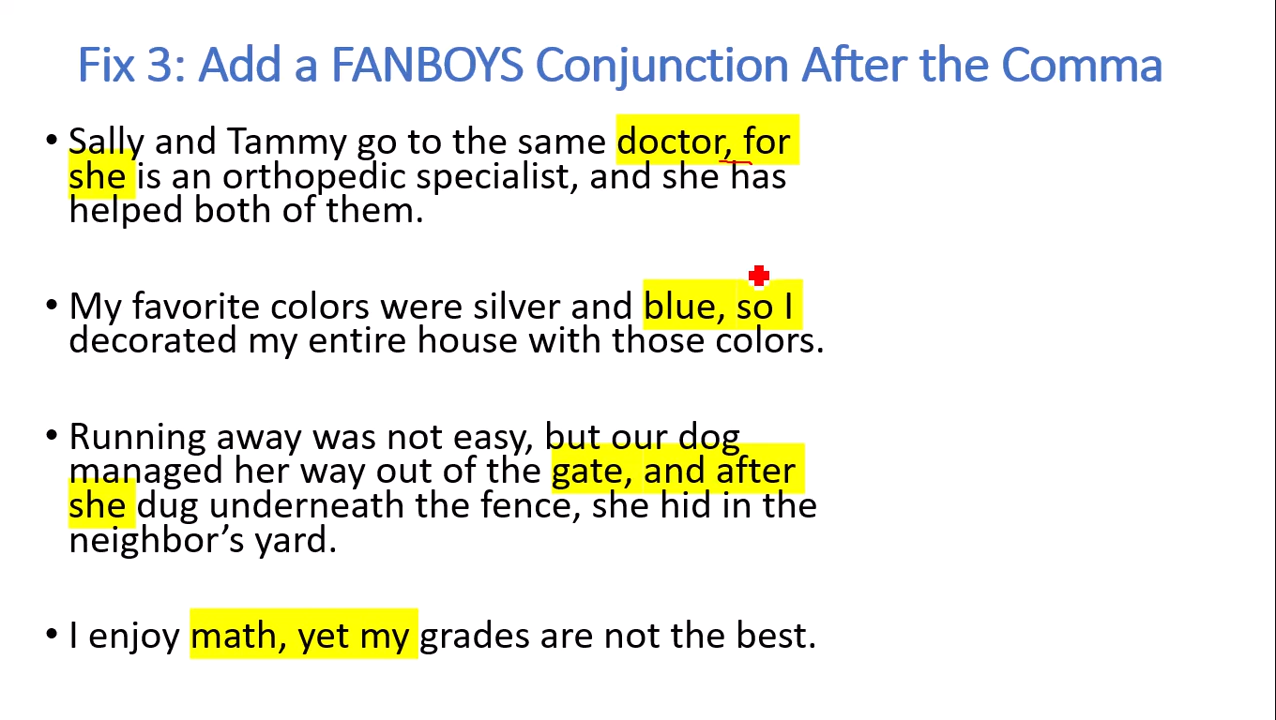 Fix 3: Add a FANBOYS Conjunction After the Comma
• Sally and Tammy go to the same doctor, for
she is an orthopedic specialist, and she has
helped both of them.
• My favorite colors were silver and blue, so I
decorated my entire house with those colors.
• Running away was not easy, but our dog
managed her way out of the gate, and after
she dug underneath the fence, she hid in the
neighbor’s yard.
• I enjoy math, yet my grades are not the best.